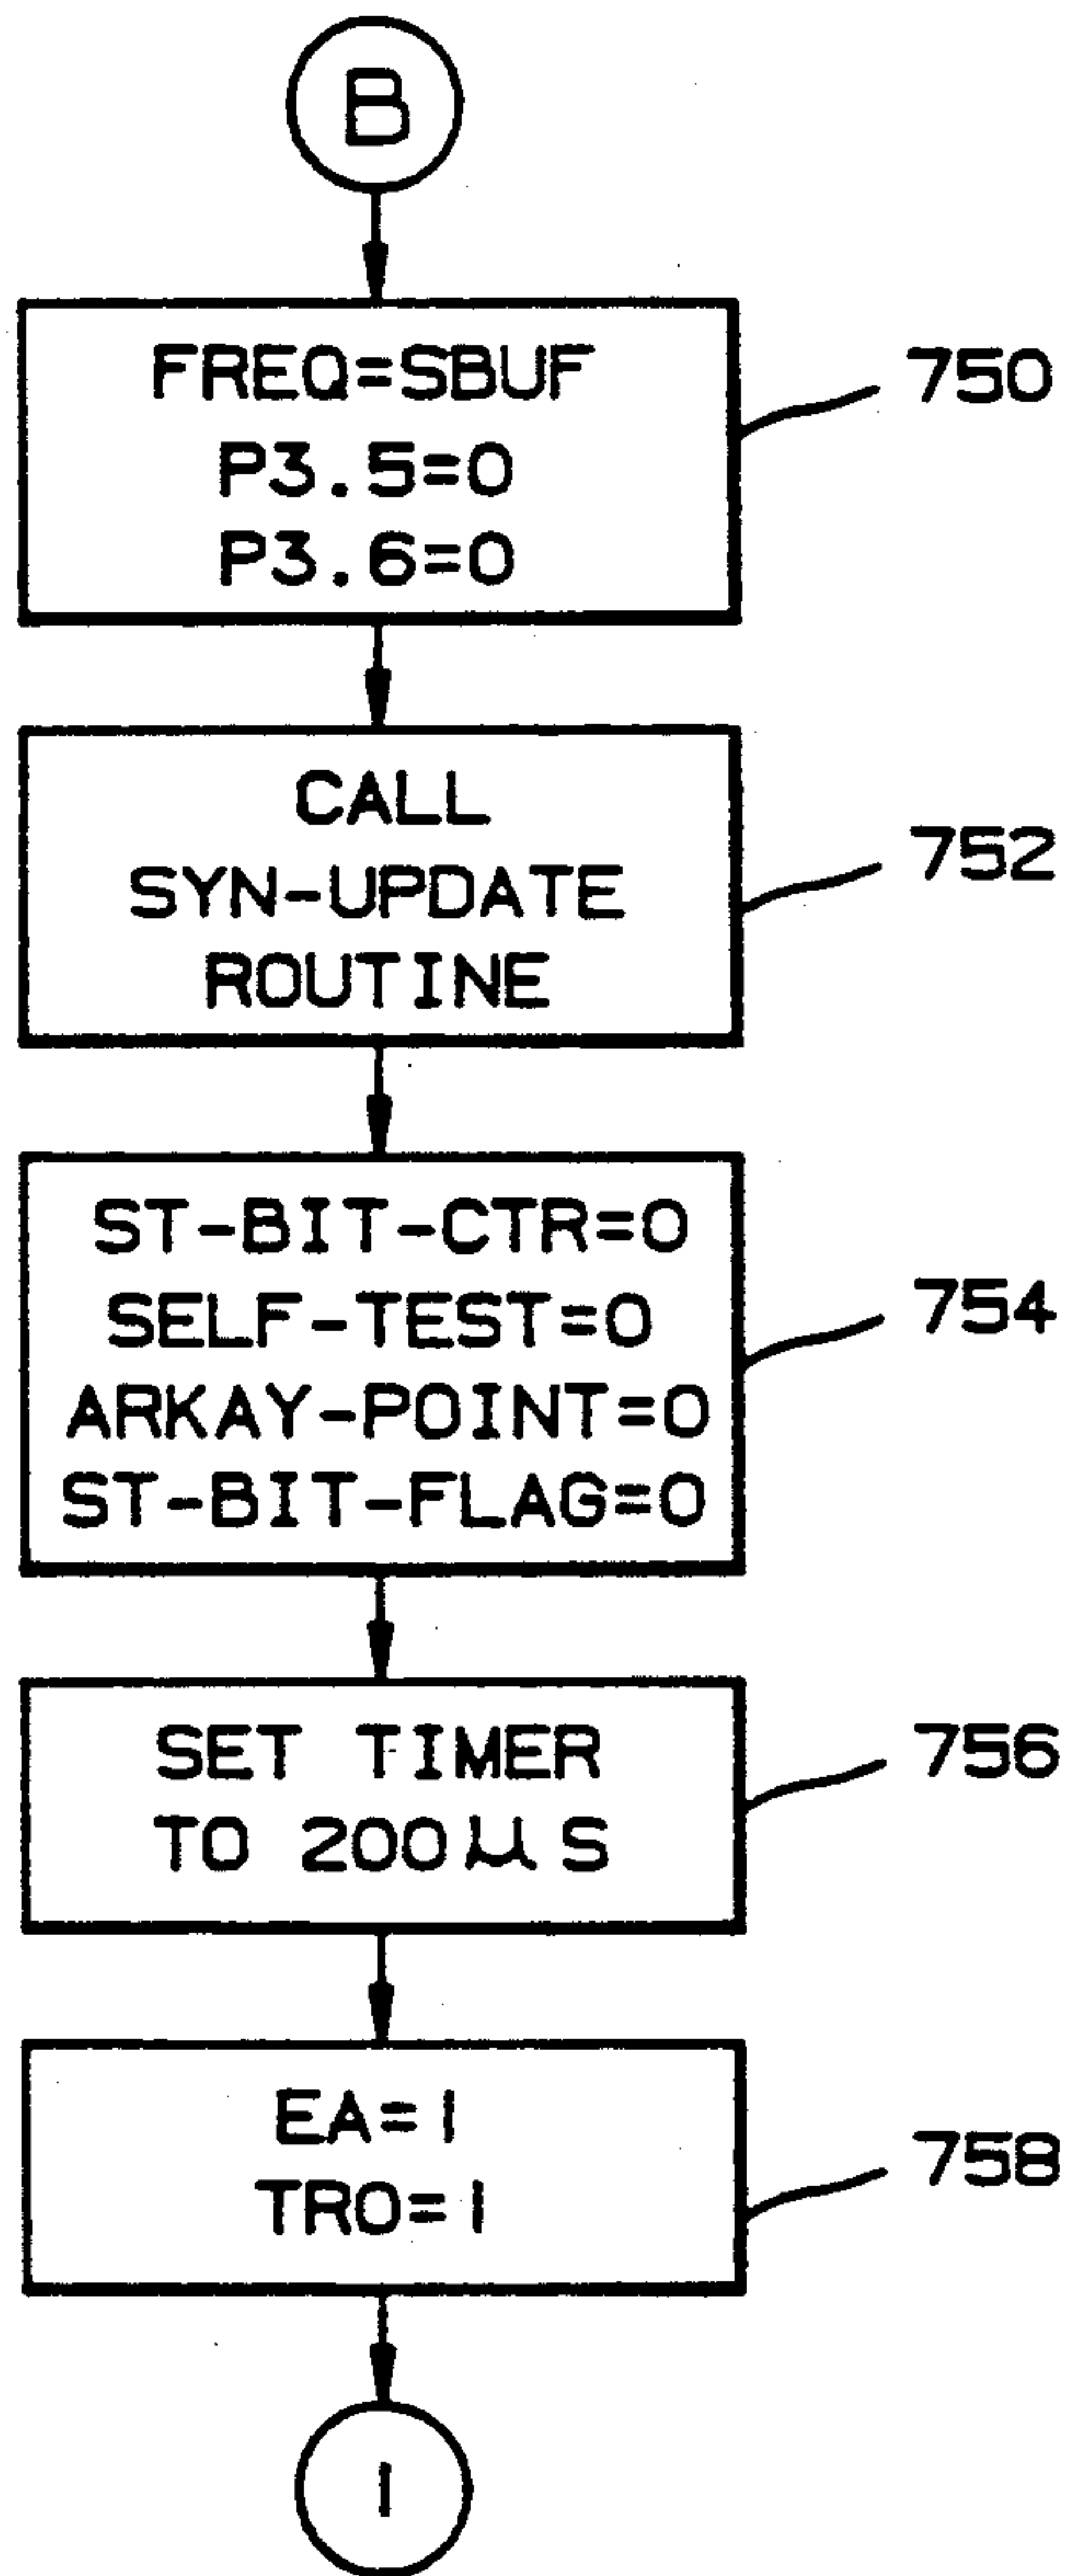 B
FREQ=SBUF
P3.5=0
P3.6=0
750
CALL
SYN-UPDATE
ROUTINE
752
ST-BIT-CTR=0
SELF-TEST=0
ARKAY-POINT=0
ST-BIT-FLAG=0
754
SET TIMER
TO 200μS
756
EA=1
TR0=1
758
1